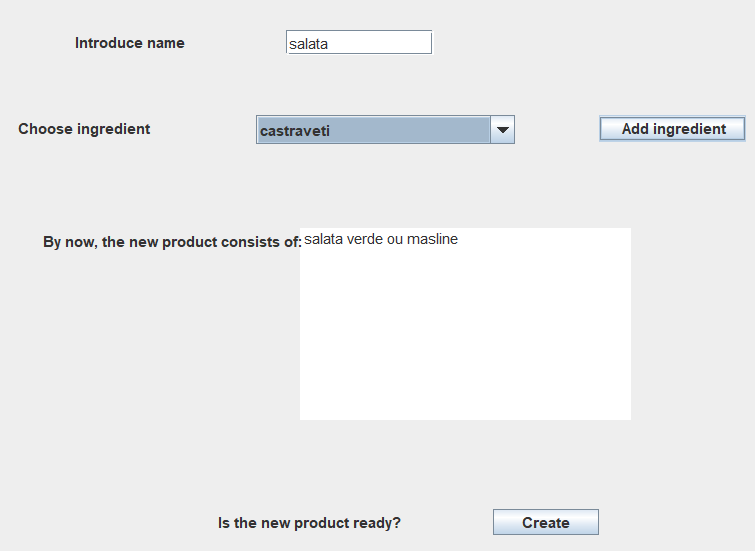 Introduce name
salata
Choose ingredient
castraveti
Add ingredient
By now, the new product consists of:
salata verde ou masline
Is the new product ready?
Create